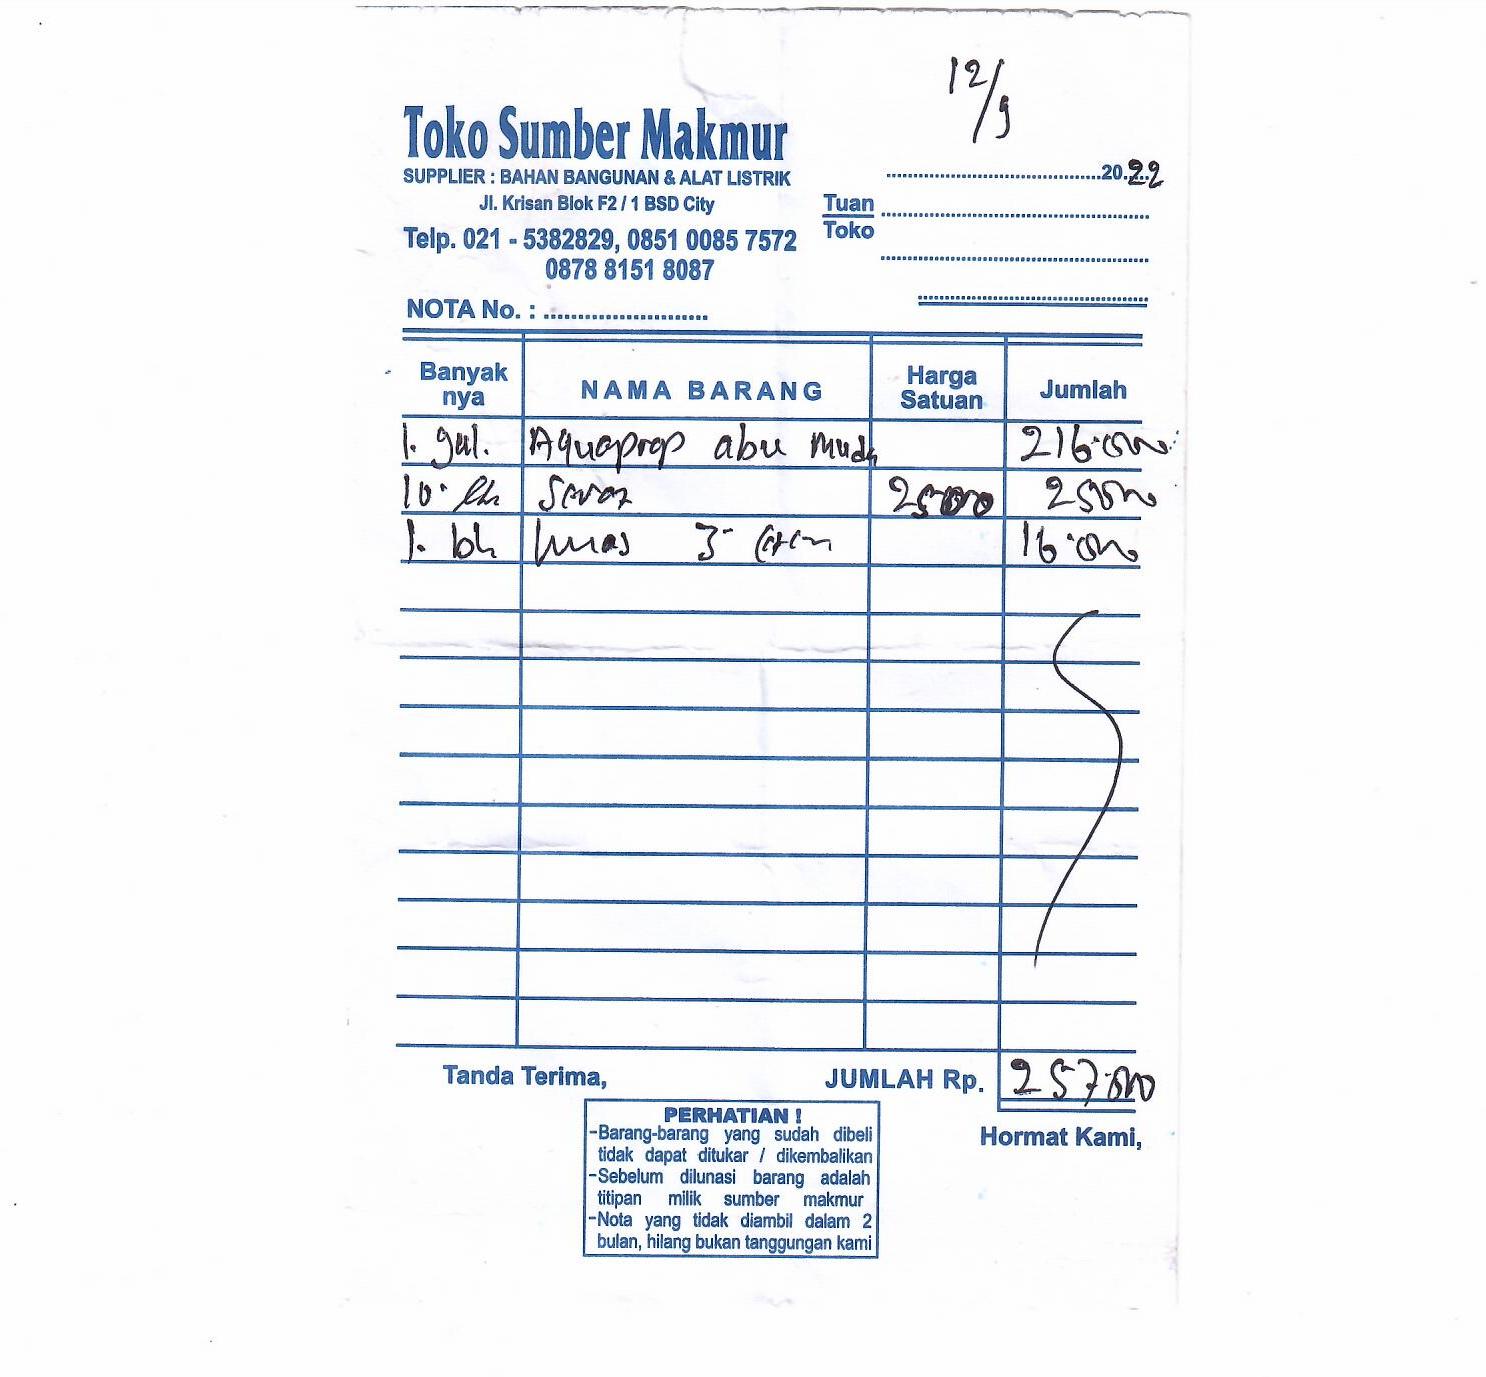 12/9
Toko Sumber Makmur
SUPPLIER : BAHAN BANGUNAN & ALAT LISTRIK
Jl. Krisan Blok F2 / 1 BSD City
Telp. 021 - 5382829, 0851 0085 7572
0878 8151 8087
2022
Tuan
Toko
NOTA No. :
Banyak nya NAMA BARANG Harga Satuan Jumlah
1. gal. Aquaprop abu muda 216.000
10. 25000
1. bh kuas 3" 16.000
Tanda Terima, JUMLAH Rp. 257.000
Hormat Kami,
PERHATIAN !
-Barang-barang yang sudah dibeli
tidak dapat ditukar / dikembalikan
-Sebelum dilunasi barang adalah
titipan milik sumber makmur
-Nota yang tidak diambil dalam 2
bulan, hilang bukan tanggungan kami